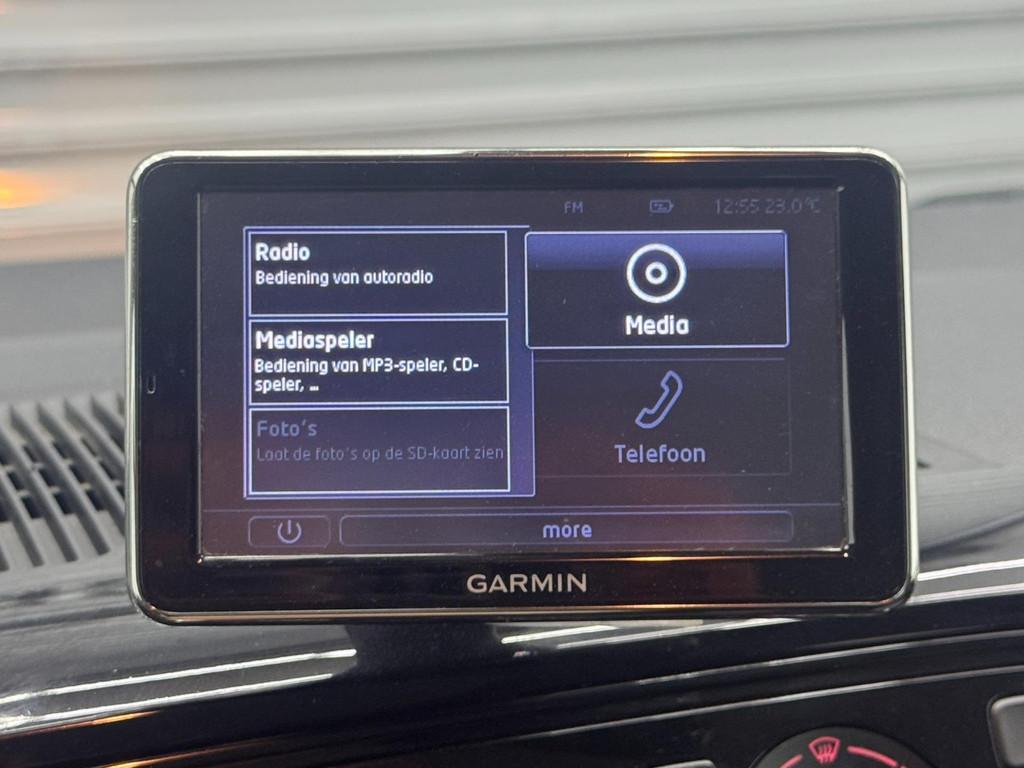 FM
12:55 23.0°C
Radio
Bediening van autoradio
Mediaspeler
Bediening van MP3-speler, CD-
speler, ...
Foto's
Laat de foto's op de SD-kaart zien
Media
Telefoon
more
GARMIN